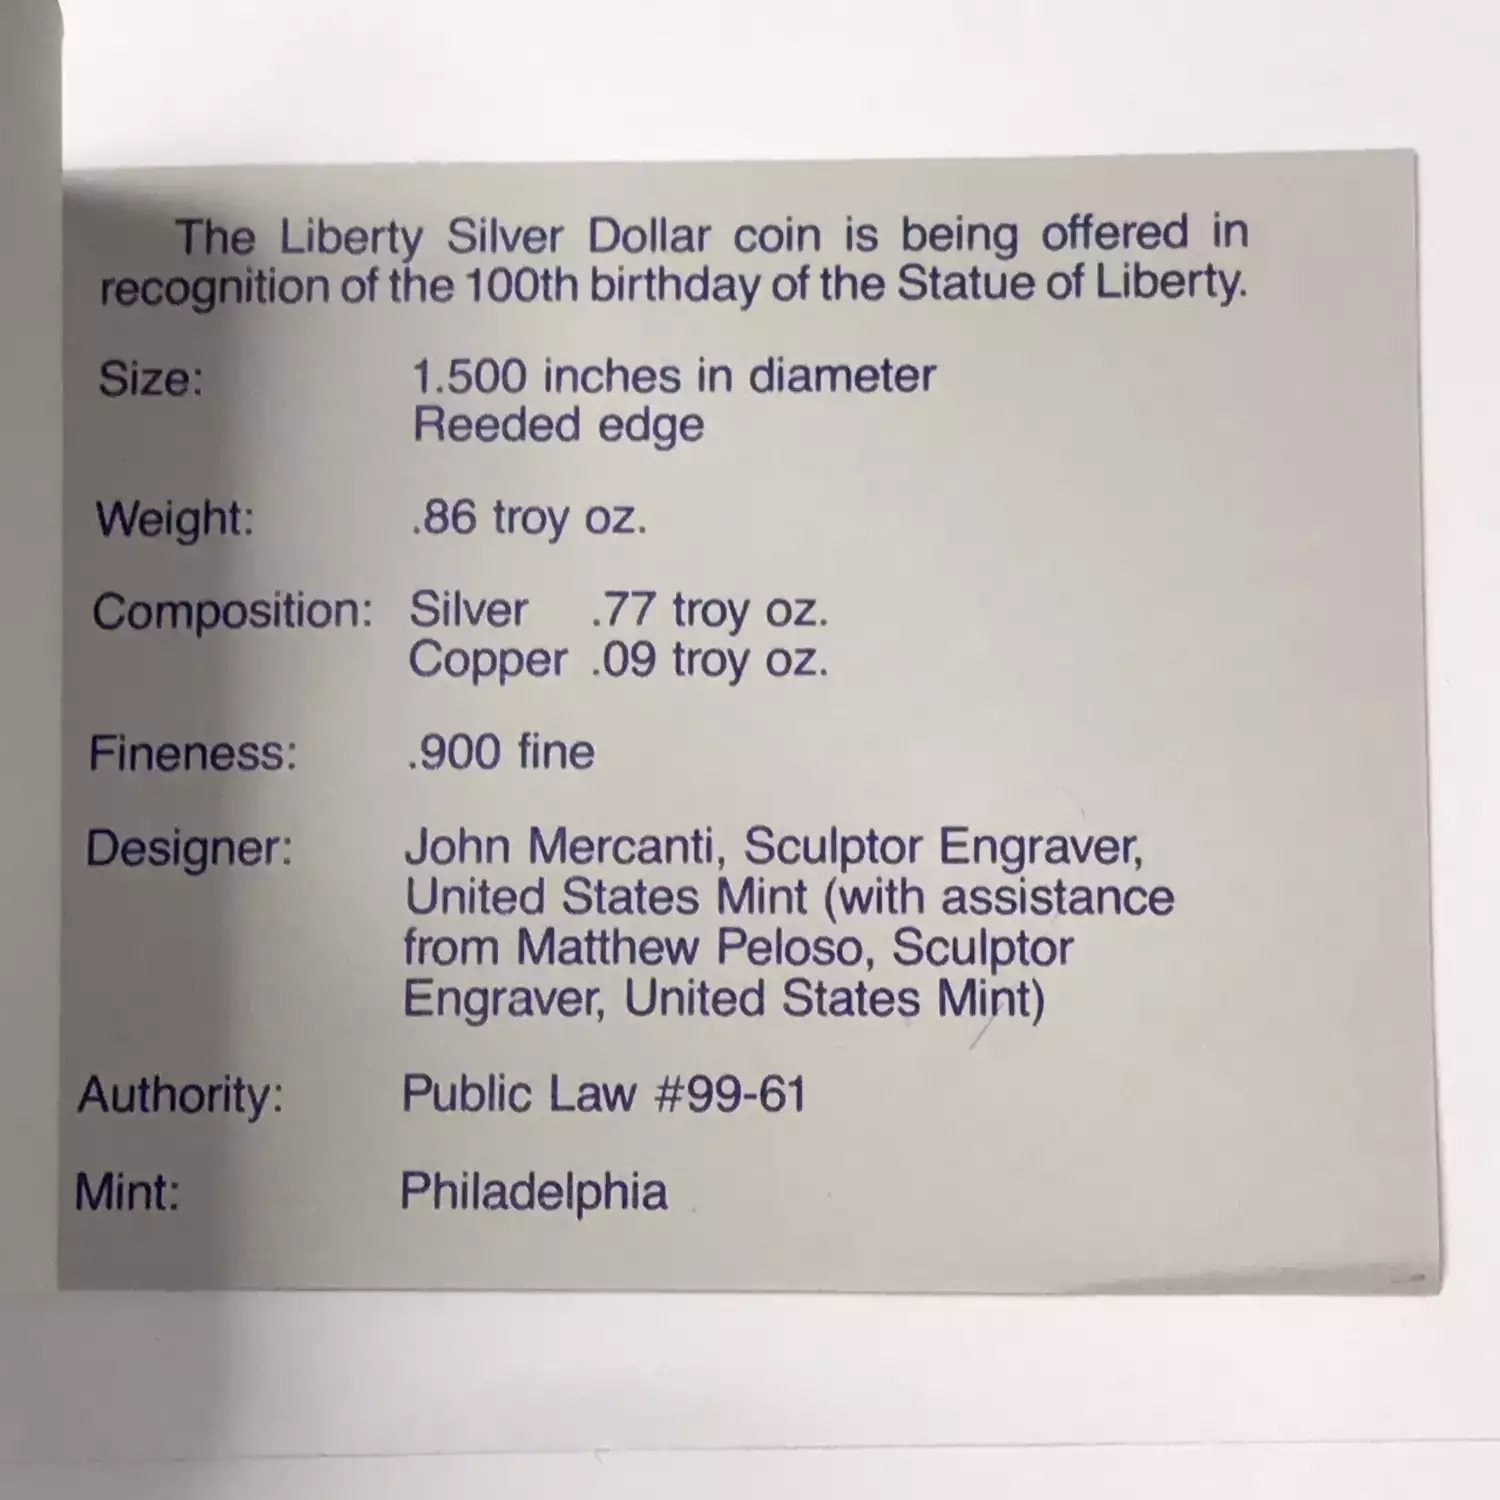 The Liberty Silver Dollar coin is being offered in
recognition of the 100th birthday of the Statue of Liberty.
Size: 1.500 inches in diameter
Reeded edge
Weight: .86 troy oz.
Composition: Silver .77 troy oz.
Copper .09 troy oz.
Fineness: .900 fine
Designer: John Mercanti, Sculptor Engraver,
United States Mint (with assistance
from Matthew Peloso, Sculptor
Engraver, United States Mint)
Authority: Public Law #99-61
Mint: Philadelphia